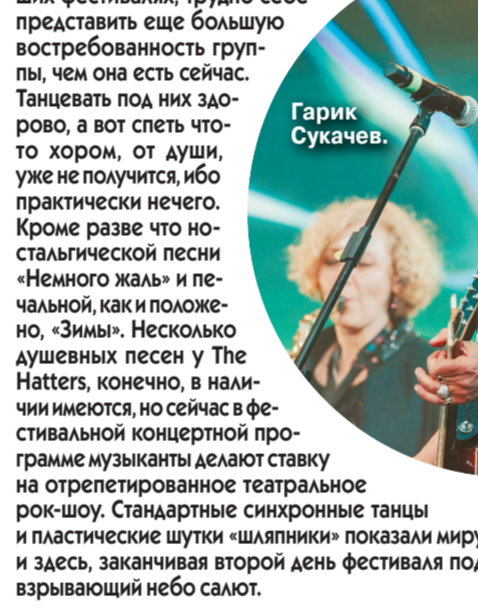 ших фестивалях, трудно себе
представить еще большую
востребованность груп-
пы, чем она есть сейчас.
Танцевать под них здо-
рово, а вот спеть что-
то хором, от души,
уже не получится, ибо
практически нечего.
Кроме разве что но-
стальгической песни
«Немного жаль» и пе-
чальной, как и положе-
но, «Зимы». Несколько
душевных песен у The
Hatters, конечно, в нали-
чии имеются, но сейчас в фе-
стивальной концертной про-
грамме музыканты делают ставку
на отрепетированное театральное
рок-шоу. Стандартные синхронные танцы
и пластические шутки «шляпники» показали миру
и здесь, заканчивая второй день фестиваля под
взрывающий небо салют.
Гарик
Сукачев.